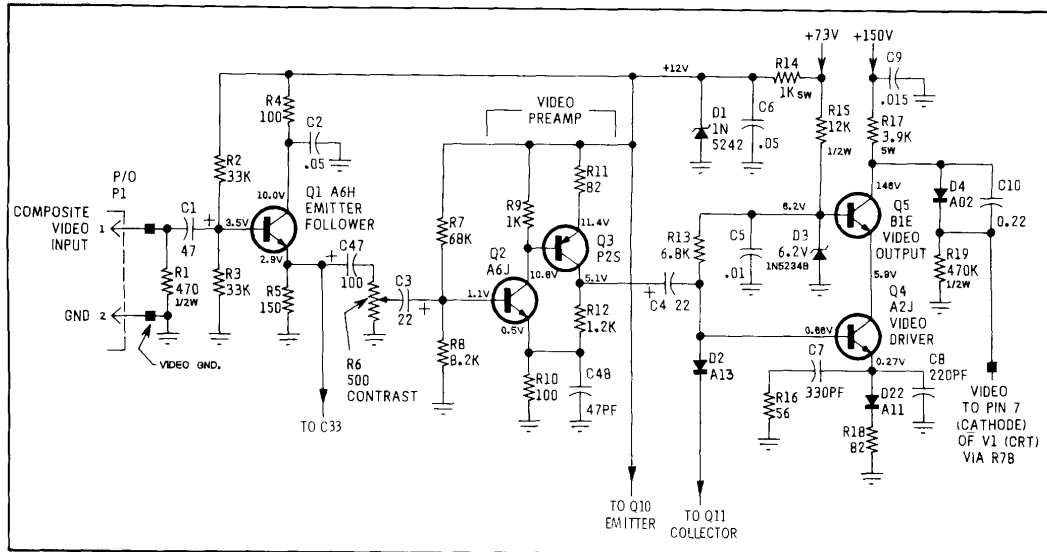 +73V
+150V
C9
.015
R14
1K 5W
+12V
R4
100
VIDEO
PREAMP
D1
1N
5242
C6
.05
R15
12K
1/2W
R17
3.9K
5W
C2
.05
R2
33K
R11
82
P/O
P1
10.0V
Q1 A6H
EMITTER
FOLLOWER
R9
1K
D4
A02
C10
0.22
146V
Q5
B1E
VIDEO
OUTPUT
COMPOSITE
VIDEO
INPUT
1
C1
47
+
3.5V
R7
68K
11.4V
Q3
P2S
6.2V
R13
6.8K
C5
.01
D3
6.2V
1N5234B
R19
470K
1/2W
2.9V
+
C47
100
Q2
A6J
10.8V
5.1V
5.9V
Q4
A2J
VIDEO
DRIVER
R1
470
1/2W
R3
33K
R5
150
C3
22
+
1.1V
0.5V
R12
1.2K
+
C4 22
0.66V
GND
2
VIDEO GND.
R6
500
CONTRAST
R8
8.2K
D2
A13
C7
330PF
0.27V
C8
220PF
R10
100
C48
47PF
R16
56
D22
A11
R18
82
TO C33
VIDEO
TO PIN 7
(CATHODE)
OF V1 (CRT)
VIA R78
TO Q10
EMITTER
TO Q11
COLLECTOR